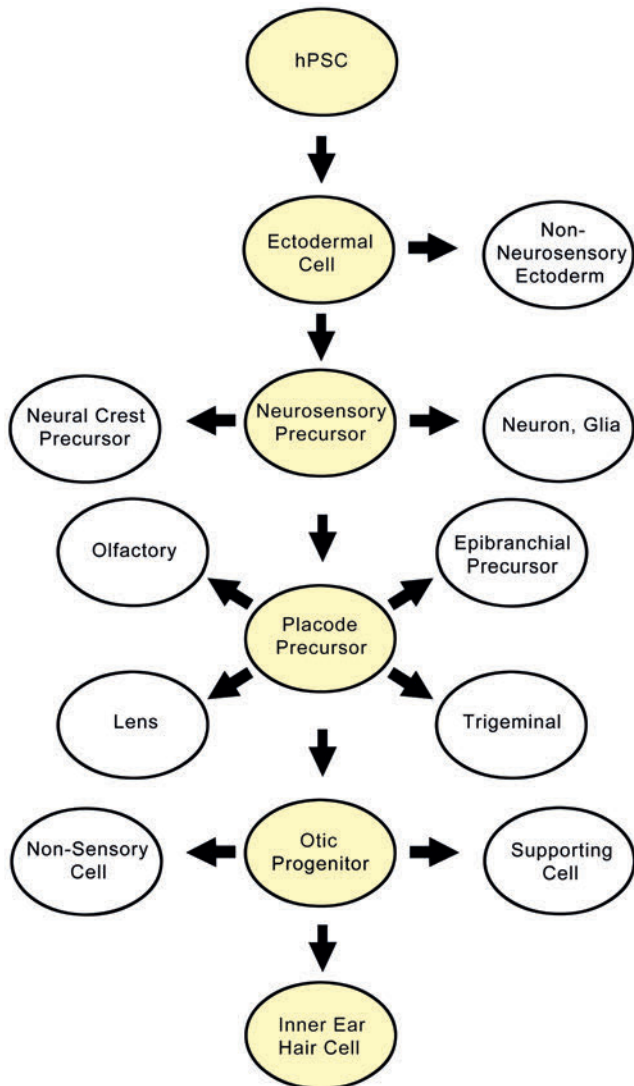 hPSC
Ectodermal
Cell
Non-
Neurosensory
Ectoderm
Neural Crest
Precursor
Neurosensory
Precursor
Neuron, Glia
Olfactory
Epibranchial
Precursor
Placode
Precursor
Lens
Trigeminal
Non-Sensory
Cell
Otic
Progenitor
Supporting
Cell
Inner Ear
Hair Cell